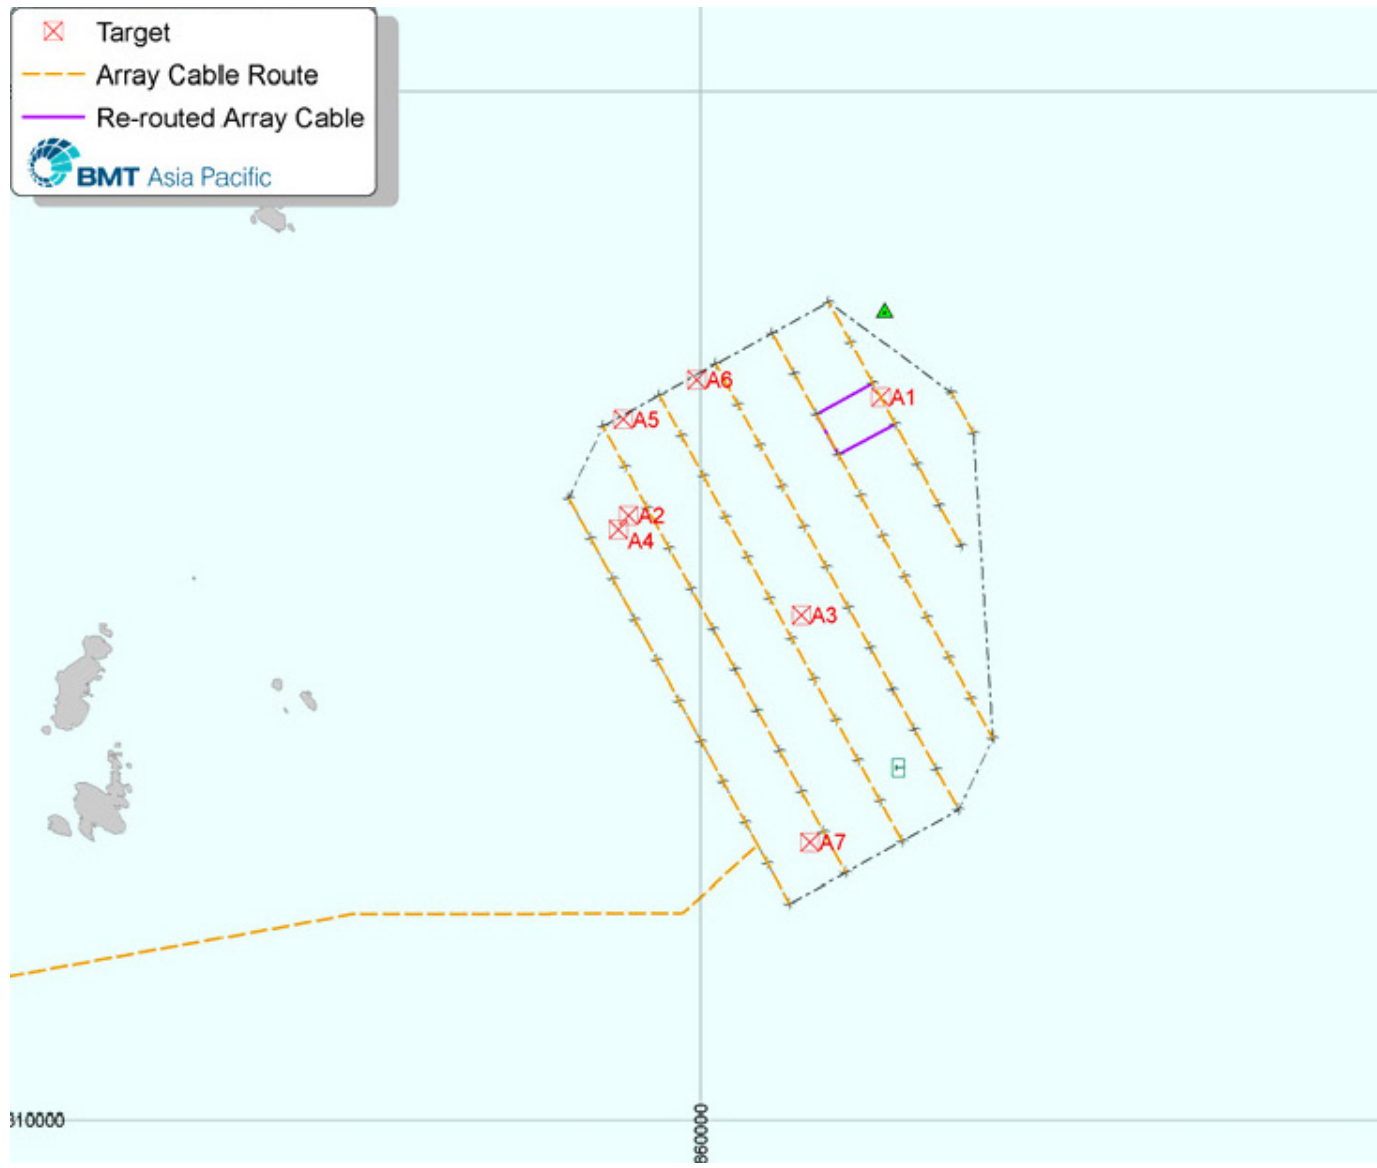 Target
Array Cable Route
Re-routed Array Cable
BMT Asia Pacific
A6
A1
A5
A2
A4
A3
A7
310000
860000